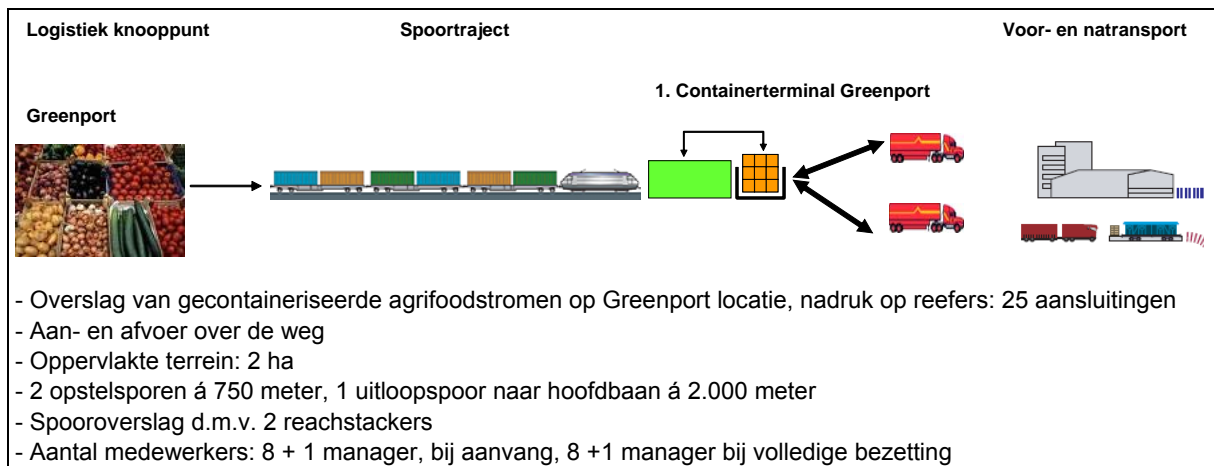 Logistiek knooppunt
Spoortraject
Voor- en natransport
1. Containerterminal Greenport
Greenport
- Overslag van gecontaineriseerde agrifoodstromen op Greenport locatie, nadruk op reefers: 25 aansluitingen
- Aan- en afvoer over de weg
- Oppervlakte terrein: 2 ha
- 2 opstelsporen á 750 meter, 1 uitloopspoor naar hoofdbaan á 2.000 meter
- Spooroverslag d.m.v. 2 reachstackers
- Aantal medewerkers: 8 + 1 manager, bij aanvang, 8 +1 manager bij volledige bezetting